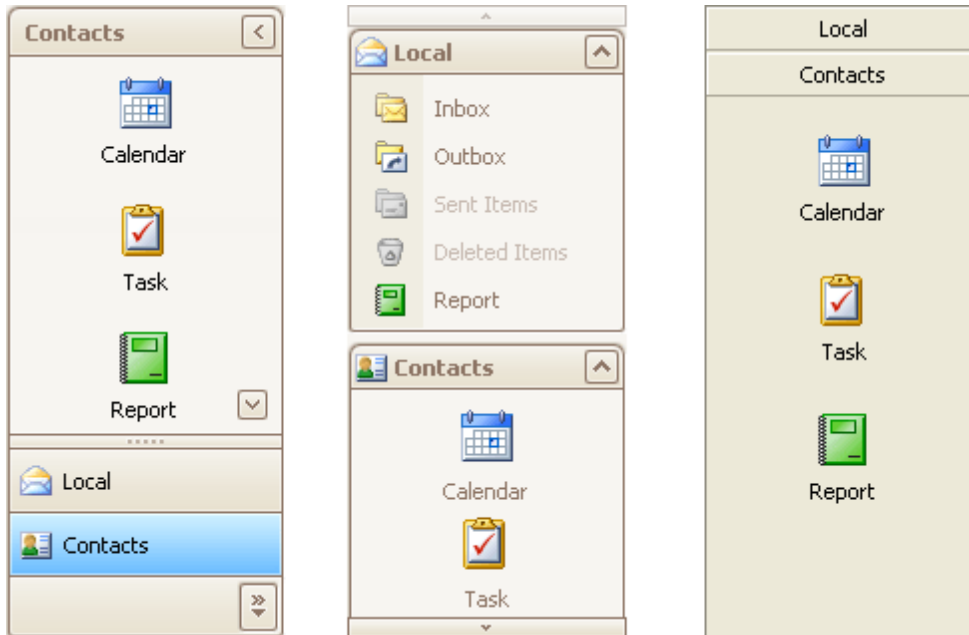 Contacts
Calendar
Task
Report
Local
Contacts
Local
Inbox
Outbox
Sent Items
Deleted Items
Report
Contacts
Calendar
Task
Local
Contacts
Calendar
Task
Report